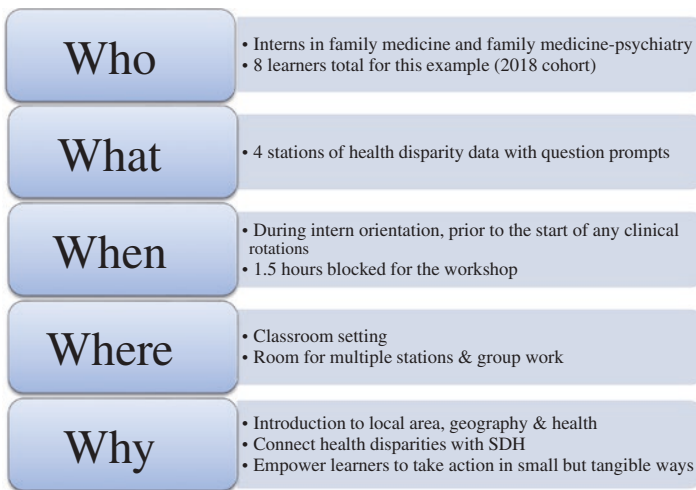 Who
• Interns in family medicine and family medicine-psychiatry
• 8 learners total for this example (2018 cohort)
What
• 4 stations of health disparity data with question prompts
When
• During intern orientation, prior to the start of any clinical
rotations
• 1.5 hours blocked for the workshop
Where
• Classroom setting
• Room for multiple stations & group work
Why
• Introduction to local area, geography & health
• Connect health disparities with SDH
• Empower learners to take action in small but tangible ways